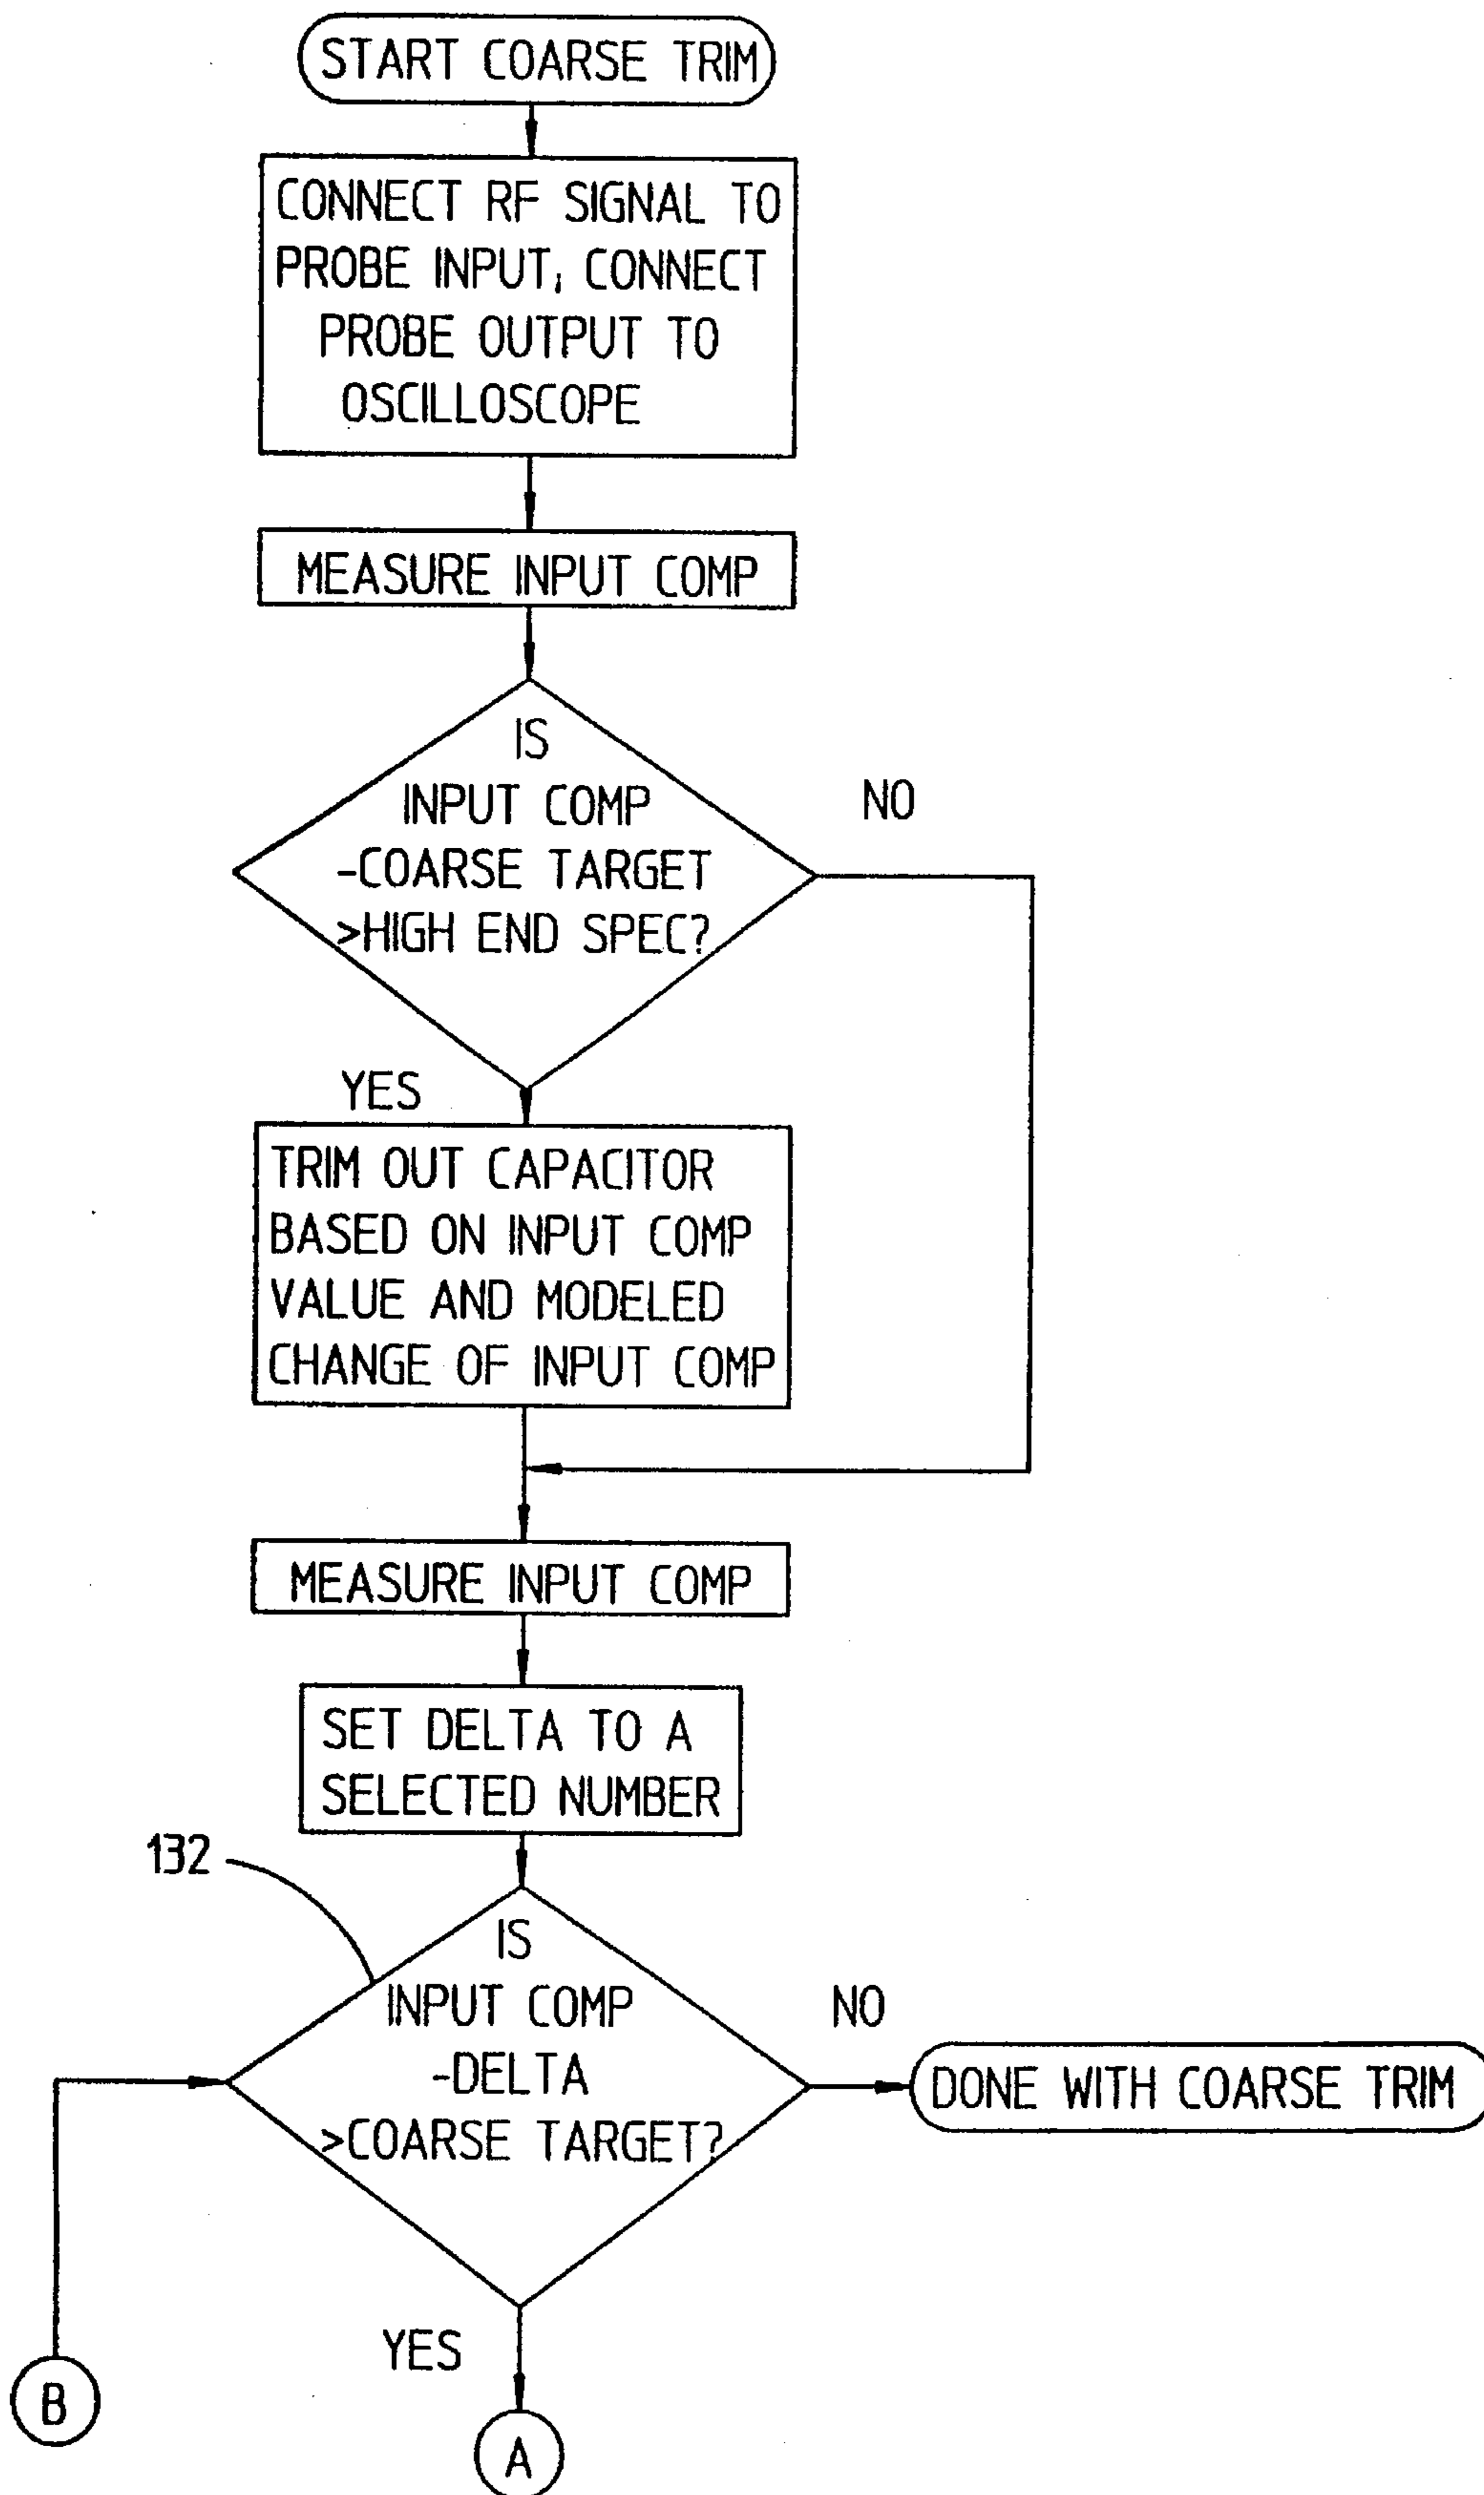 START COARSE TRIM
CONNECT RF SIGNAL TO
PROBE INPUT, CONNECT
PROBE OUTPUT TO
OSCILLOSCOPE
MEASURE INPUT COMP
IS
INPUT COMP
-COARSE TARGET
>HIGH END SPEC?
NO
YES
TRIM OUT CAPACITOR
BASED ON INPUT COMP
VALUE AND MODELED
CHANGE OF INPUT COMP
MEASURE INPUT COMP
SET DELTA TO A
SELECTED NUMBER
132
IS
INPUT COMP
-DELTA
>COARSE TARGET?
NO
DONE WITH COARSE TRIM
YES
B
A